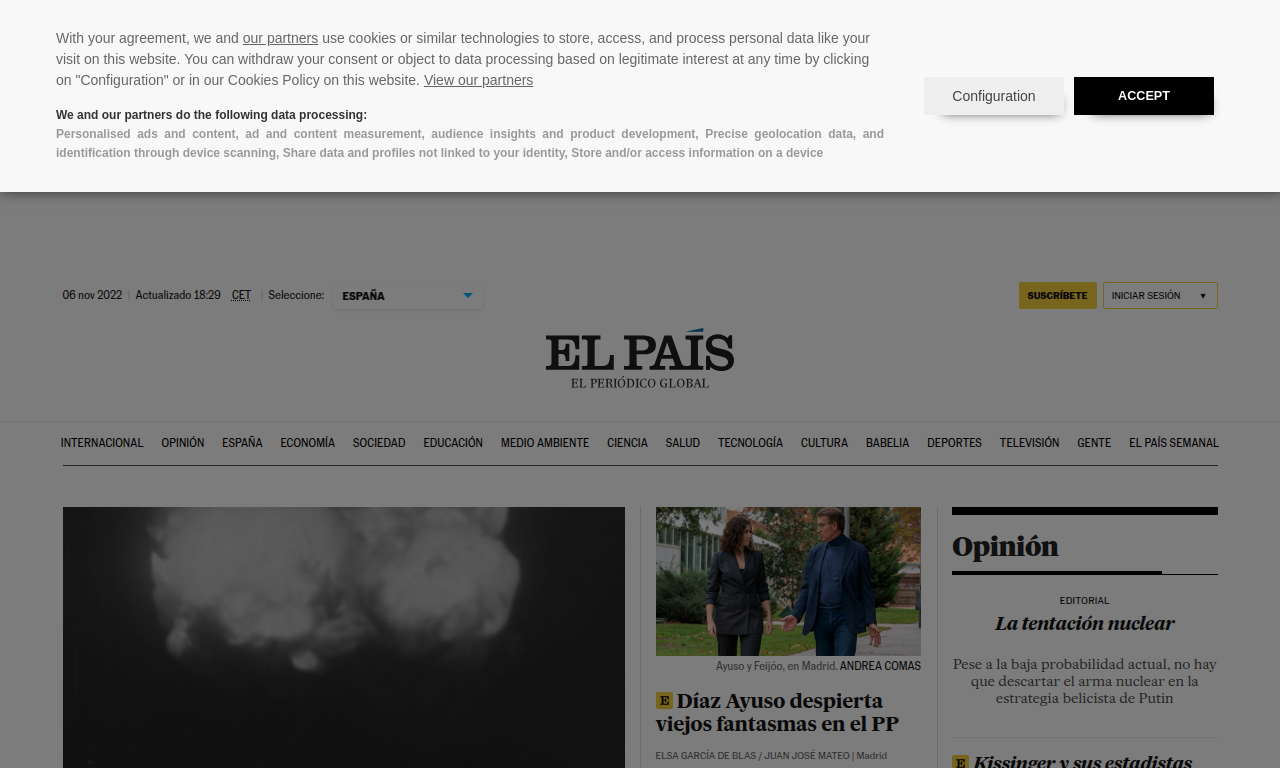 With your agreement, we and our partners use cookies or similar technologies to store, access, and process personal data like your
visit on this website. You can withdraw your consent or object to data processing based on legitimate interest at any time by clicking
on "Configuration" or in our Cookies Policy on this website. View our partners
We and our partners do the following data processing:
Personalised ads and content, ad and content measurement, audience insights and product development, Precise geolocation data, and
identification through device scanning, Share data and profiles not linked to your identity, Store and/or access information on a device
Configuration
ACCEPT
06 nov 2022 | Actualizado 18:29 CET | Seleccione: ESPAÑA
SUSCRÍBETE
INICIAR SESIÓN
EL PAÍS
EL PERIÓDICO GLOBAL
INTERNACIONAL OPINIÓN ESPAÑA ECONOMÍA SOCIEDAD EDUCACIÓN MEDIO AMBIENTE CIENCIA SALUD TECNOLOGÍA CULTURA BABELIA DEPORTES TELEVISIÓN GENTE EL PAÍS SEMANAL
Ayuso y Feijóo, en Madrid. ANDREA COMAS
E Díaz Ayuso despierta
viejos fantasmas en el PP
ELSA GARCÍA DE BLAS / JUAN JOSÉ MATEO | Madrid
Opinión
EDITORIAL
La tentación nuclear
Pese a la baja probabilidad actual, no hay
que descartar el arma nuclear en la
estrategia belicista de Putin
E Kissinger y sus estadistas